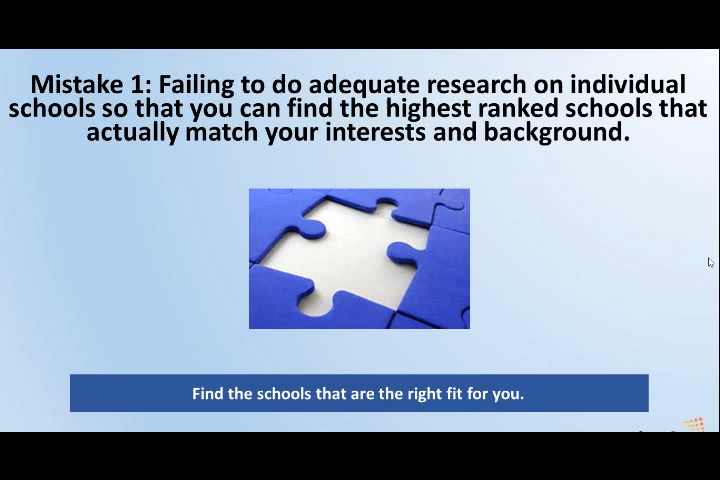 Mistake 1: Failing to do adequate research on individual
schools so that you can find the highest ranked schools that
actually match your interests and background.
Find the schools that are the right fit for you.